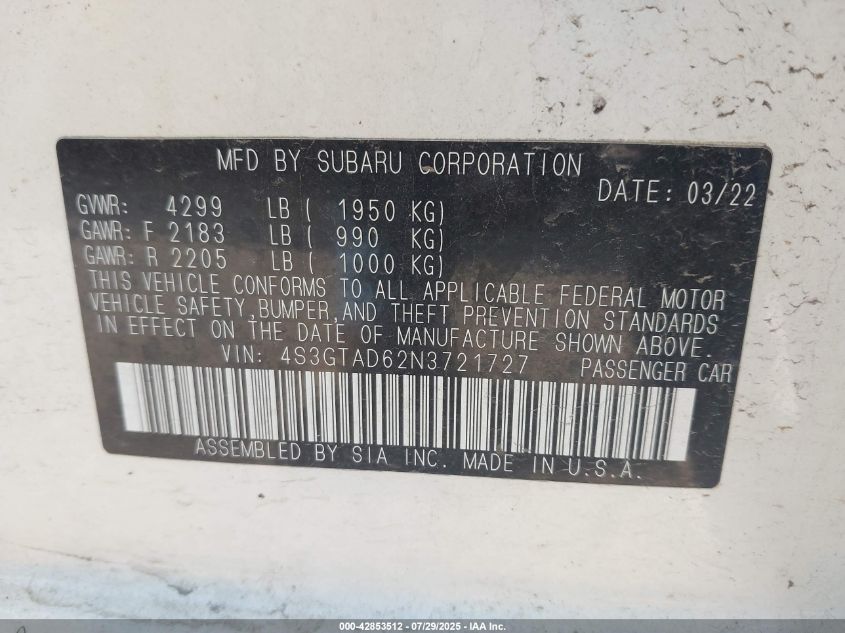 MFD BY SUBARU CORPORATION
DATE: 03/22
GVWR: 4299 LB ( 1950 KG)
GAWR: F 2183 LB ( 990 KG)
GAWR: R 2205 LB ( 1000 KG)
THIS VEHICLE CONFORMS TO ALL APPLICABLE FEDERAL MOTOR
VEHICLE SAFETY,BUMPER,AND THEFT PREVENTION STANDARDS
IN EFFECT ON THE DATE OF MANUFACTURE SHOWN ABOVE.
VIN: 4S3GTAD62N3721727 PASSENGER CAR
ASSEMBLED BY SIA INC. MADE IN U.S.A.
000-42853512 - 07/29/2025 - IAA Inc.